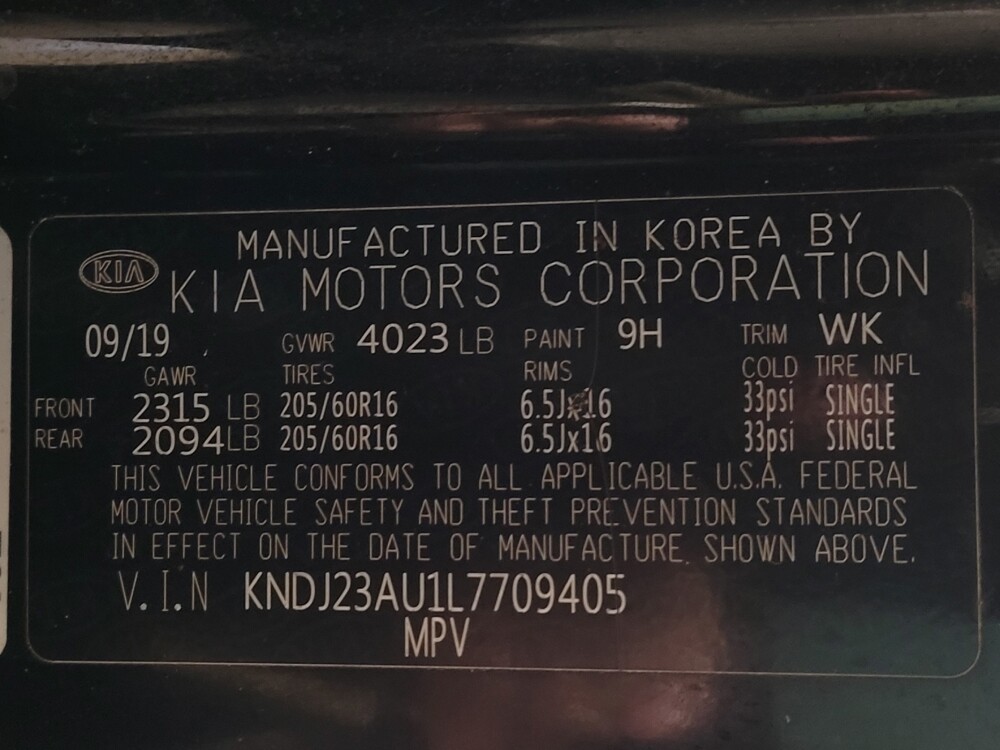 MANUFACTURED IN KOREA BY
KIA KIA MOTORS CORPORATION
09/19 GVWR 4023 LB PAINT 9H TRIM WK
GAWR TIRES RIMS COLD TIRE INFL
FRONT 2315 LB 205/60R16 6.5Jx16 33psi SINGLE
REAR 2094 LB 205/60R16 6.5Jx16 33psi SINGLE
THIS VEHICLE CONFORMS TO ALL APPLICABLE U.S.A. FEDERAL
MOTOR VEHICLE SAFETY AND THEFT PREVENTION STANDARDS
IN EFFECT ON THE DATE OF MANUFACTURE SHOWN ABOVE.
V.I.N KNDJ23AU1L7709405
MPV